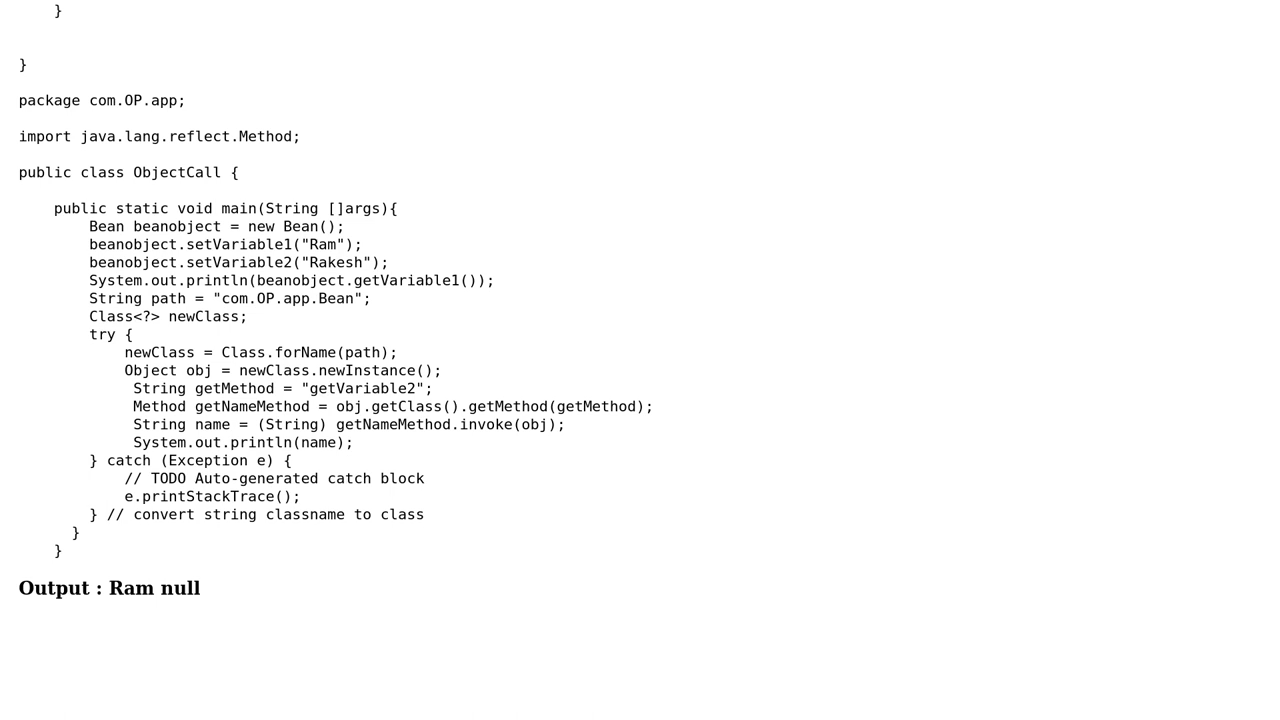 }
}
package com.OP.app;
import java.lang.reflect.Method;
public class ObjectCall {
    public static void main(String []args){
        Bean beanobject = new Bean();
        beanobject.setVariable1("Ram");
        beanobject.setVariable2("Rakesh");
        System.out.println(beanobject.getVariable1());
        String path = "com.OP.app.Bean";
        Class<?> newClass;
        try {
            newClass = Class.forName(path);
            Object obj = newClass.newInstance();
             String getMethod = "getVariable2";
             Method getNameMethod = obj.getClass().getMethod(getMethod);
             String name = (String) getNameMethod.invoke(obj);
             System.out.println(name);
        } catch (Exception e) {
            // TODO Auto-generated catch block
            e.printStackTrace();
        } // convert string classname to class
      }
    }
Output : Ram null